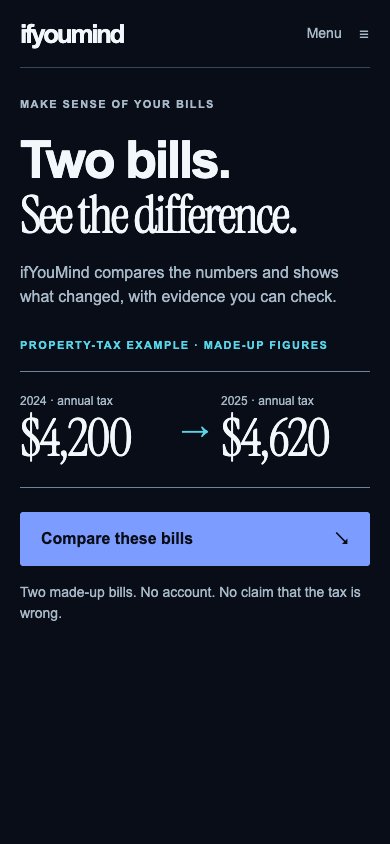 ifyoumind
Menu ≡
MAKE SENSE OF YOUR BILLS
Two bills.
See the difference.
ifYouMind compares the numbers and shows
what changed, with evidence you can check.
PROPERTY-TAX EXAMPLE · MADE-UP FIGURES
2024 · annual tax
$4,200
→
2025 · annual tax
$4,620
Compare these bills ↘
Two made-up bills. No account. No claim that the tax is
wrong.